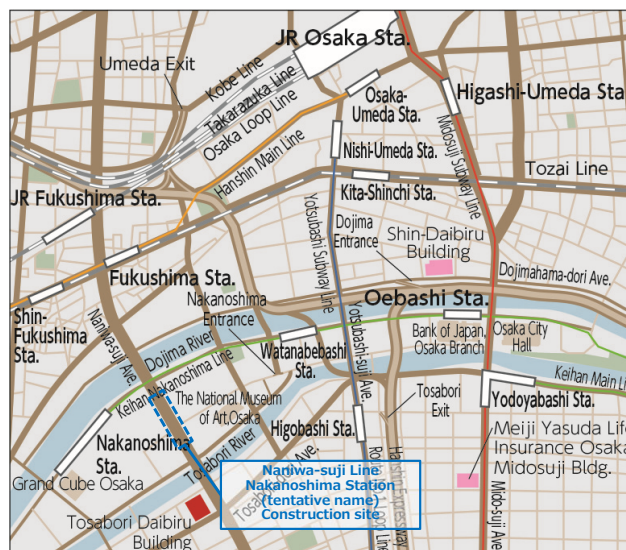 JR Osaka Sta.
Umeda Exit
Kobe Line
Takarazuka Line
Osaka Loop Line
Hanshin Main Line
Osaka-
Umeda Sta.
Higashi-Umeda Sta
Midosuji Subway Line
Nishi-Umeda Sta.
Tozai Line
Kita-Shinchi Sta.
JR Fukushima Sta.
Dojima
Entrance
Shin-Daibiru
Building
Yotsubashi Subway Line
Fukushima Sta.
Dojimahama-dori Ave.
Nakanoshima
Entrance
Oebashi Sta.
Shin-
Fukushima
Sta.
Naniwa-suji Ave.
Dojima River
Keihan Nakanoshima Line
Watanabebashi
Sta.
Yotsubashi-suji Ave.
Bank of Japan,
Osaka Branch
Osaka City
Hall
Keihan Main Li
The National Museum
of Art,Osaka
Tosabori
Exit
Yodoyabashi Sta.
Nakanoshima
Sta.
Tosabori River
Higobashi Sta.
Meiji Yasuda Life
Insurance Osaka
Midosuji Bldg.
Grand Cube Osaka
Ave.
Hanshin Expressway
1 Loop Line
Mido-suji Ave.
Naniwa-suji Line
Nakanoshima Station
(tentative name)
Construction site
Tosabori Daibiru
Building